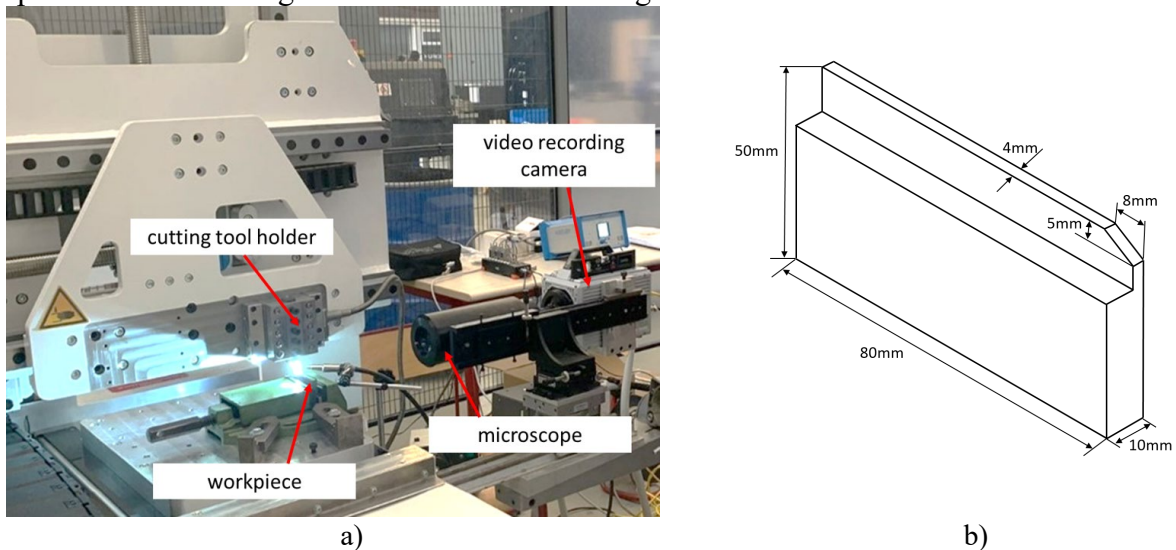 video recording
camera
cutting tool holder
microscope
workpiece
a)
50mm
4mm
8mm
5mm
80mm
10mm
b)